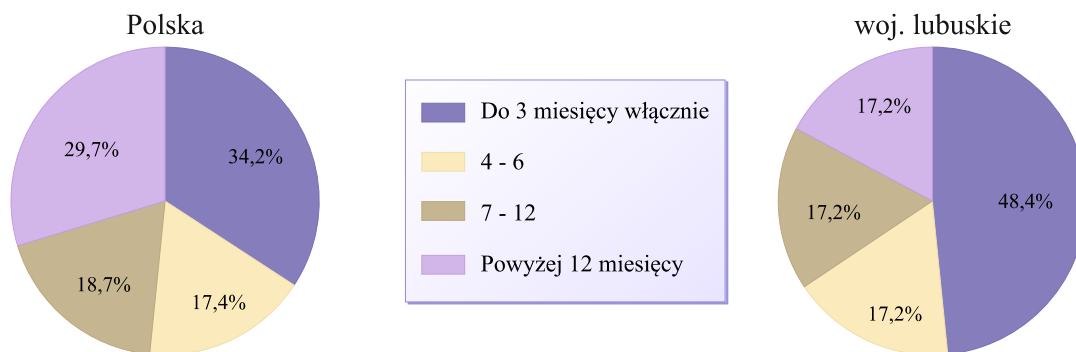 Polska
34,2%
17,4%
18,7%
29,7%
Do 3 miesięcy włącznie
4 - 6
7 - 12
Powyżej 12 miesięcy
woj. lubuskie
48,4%
17,2%
17,2%
17,2%